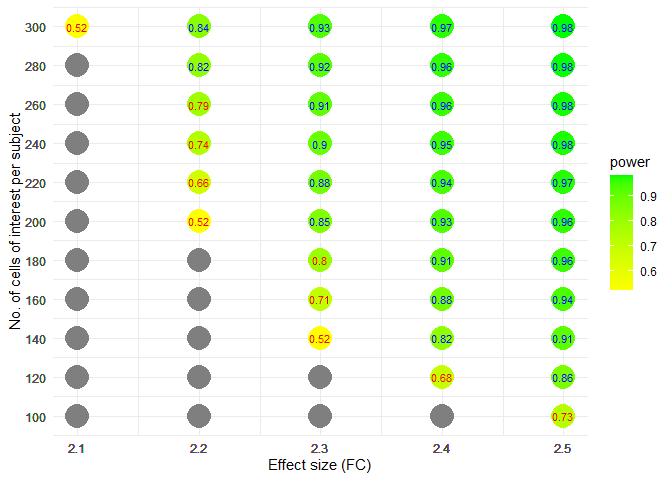 300 0.52 0.84 0.93 0.97 0.98
280 0.82 0.92 0.96 0.98
260 0.79 0.91 0.96 0.98
240 0.74 0.9 0.95 0.98
220 0.66 0.88 0.94 0.97
200 0.52 0.85 0.93 0.96
180 0.8 0.91 0.96
160 0.71 0.88 0.94
140 0.52 0.82 0.91
120 0.68 0.86
100 0.73
No. of cells of interest per subject
2.1 2.2 2.3 2.4 2.5
Effect size (FC)
power
0.9
0.8
0.7
0.6